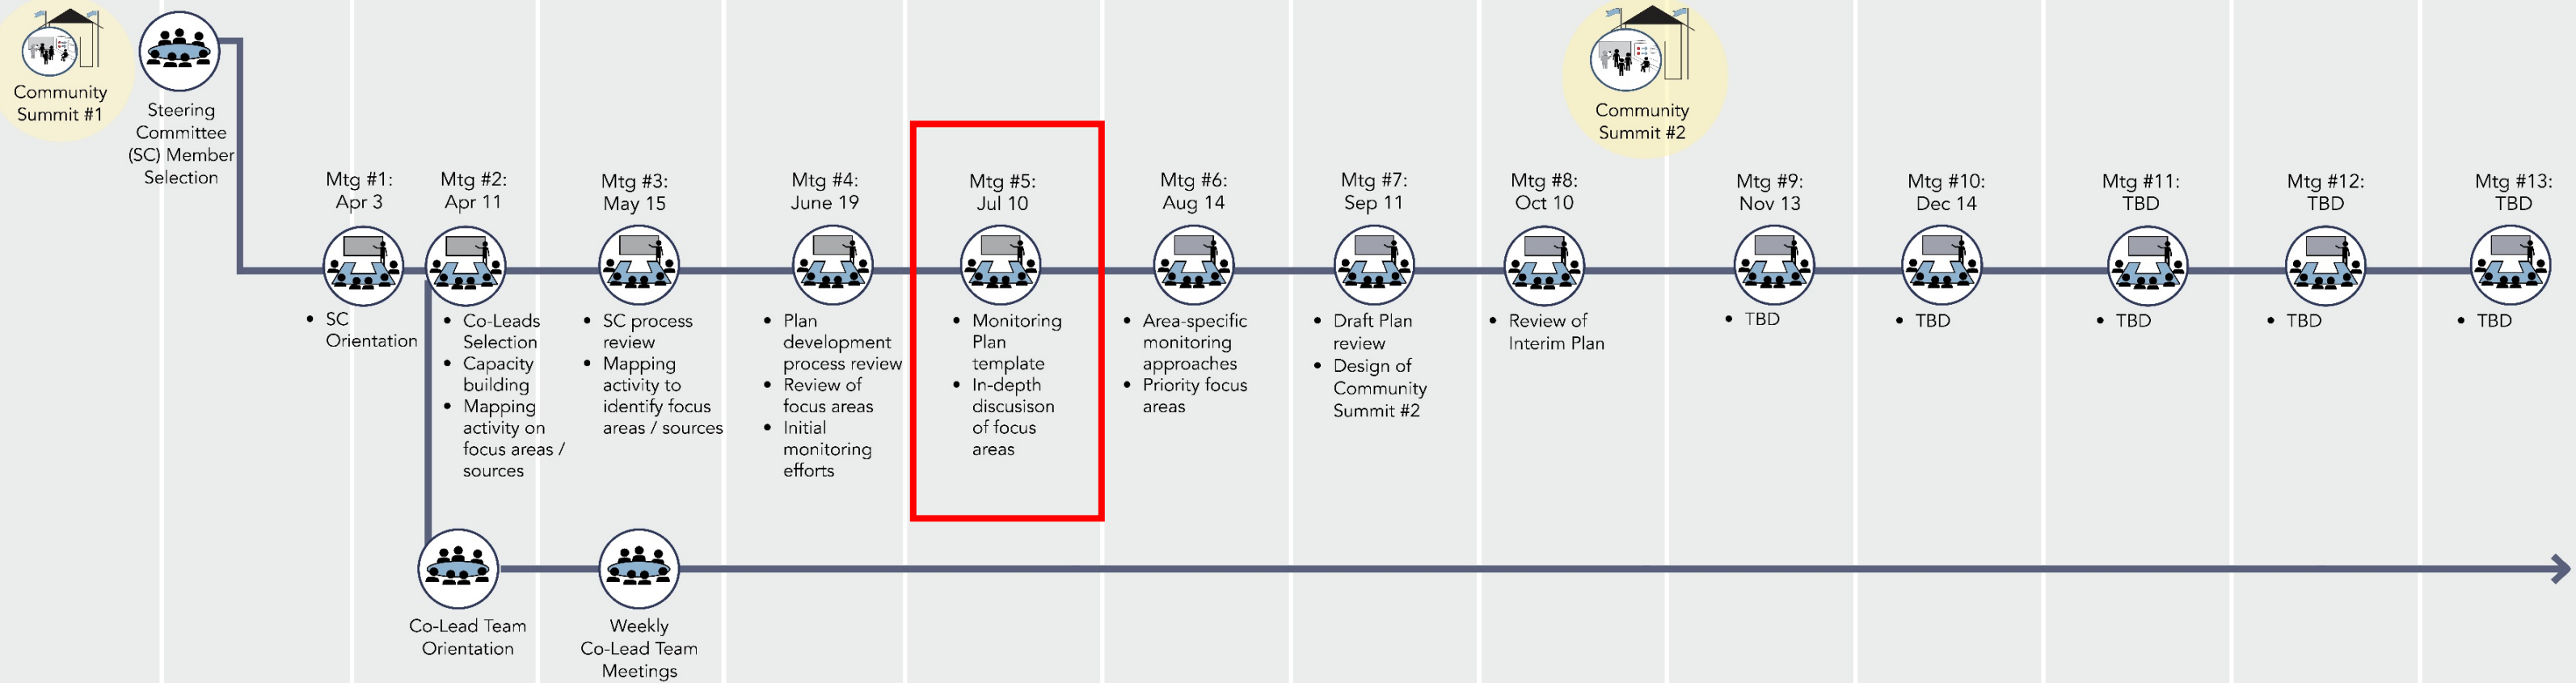 Community
Summit #1
Steering
Committee
(SC) Member
Selection
Community
Summit #2
Mtg #1:
Apr 3
• SC
Orientation
Mtg #2:
Apr 11
• Co-Leads
Selection
• Capacity
building
• Mapping
activity on
focus areas /
sources
Mtg #3:
May 15
• SC process
review
• Mapping
activity to
identify focus
areas / sources
Mtg #4:
June 19
• Plan
development
process review
• Review of
focus areas
• Initial
monitoring
efforts
Mtg #5:
Jul 10
• Monitoring
Plan
template
• In-depth
discusison
of focus
areas
Mtg #6:
Aug 14
• Area-specific
monitoring
approaches
• Priority focus
areas
Mtg #7:
Sep 11
• Draft Plan
review
• Design of
Community
Summit #2
Mtg #8:
Oct 10
• Review of
Interim Plan
Mtg #9:
Nov 13
• TBD
Mtg #10:
Dec 14
• TBD
Mtg #11:
TBD
• TBD
Mtg #12:
TBD
• TBD
Mtg #13:
TBD
• TBD
Co-Lead Team
Orientation
Weekly
Co-Lead Team
Meetings